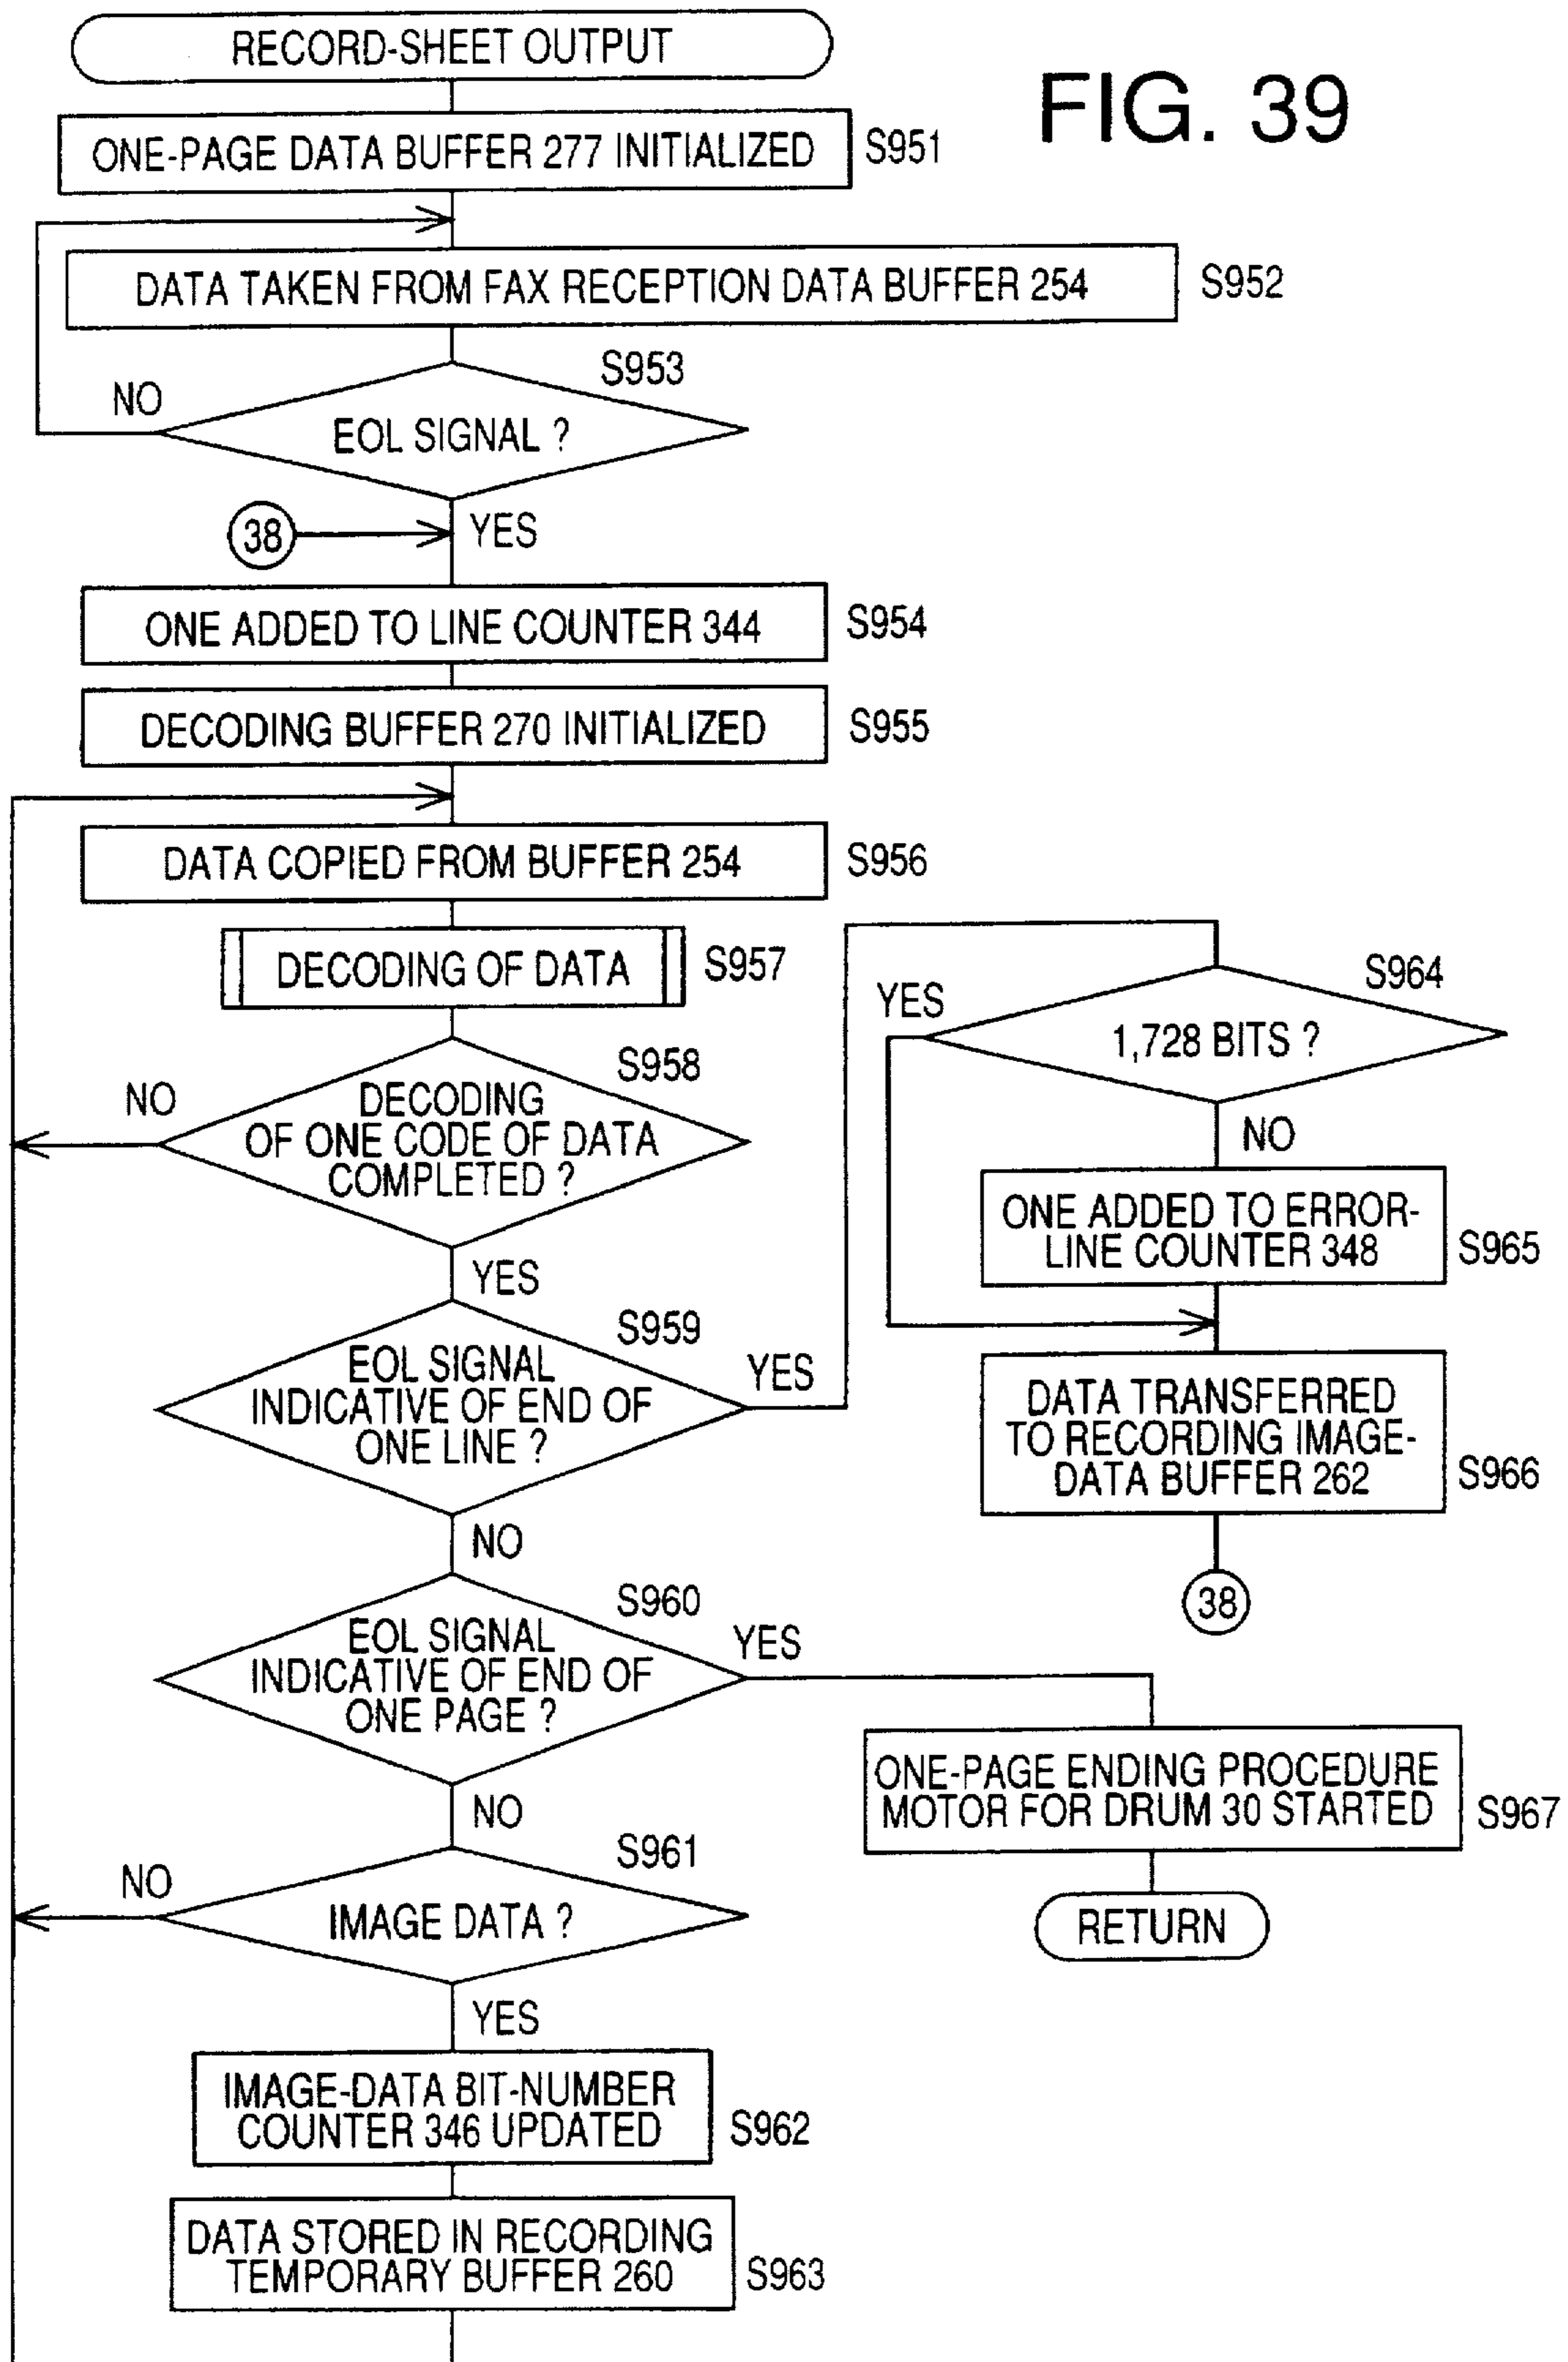 RECORD-SHEET OUTPUT
FIG. 39
ONE-PAGE DATA BUFFER 277 INITIALIZED
S951
DATA TAKEN FROM FAX RECEPTION DATA BUFFER 254
S952
S953
NO
EOL SIGNAL ?
38
YES
ONE ADDED TO LINE COUNTER 344
S954
DECODING BUFFER 270 INITIALIZED
S955
DATA COPIED FROM BUFFER 254
S956
DECODING OF DATA
S957
S958
NO
DECODING
OF ONE CODE OF DATA
COMPLETED ?
YES
S959
EOL SIGNAL
INDICATIVE OF END OF
ONE LINE ?
YES
NO
S960
EOL SIGNAL
INDICATIVE OF END OF
ONE PAGE ?
YES
NO
S961
NO
IMAGE DATA ?
YES
IMAGE-DATA BIT-NUMBER
COUNTER 346 UPDATED
S962
DATA STORED IN RECORDING
TEMPORARY BUFFER 260
S963
S964
YES
1,728 BITS ?
NO
ONE ADDED TO ERROR-
LINE COUNTER 348
S965
DATA TRANSFERRED
TO RECORDING IMAGE-
DATA BUFFER 262
S966
38
ONE-PAGE ENDING PROCEDURE
MOTOR FOR DRUM 30 STARTED
S967
RETURN